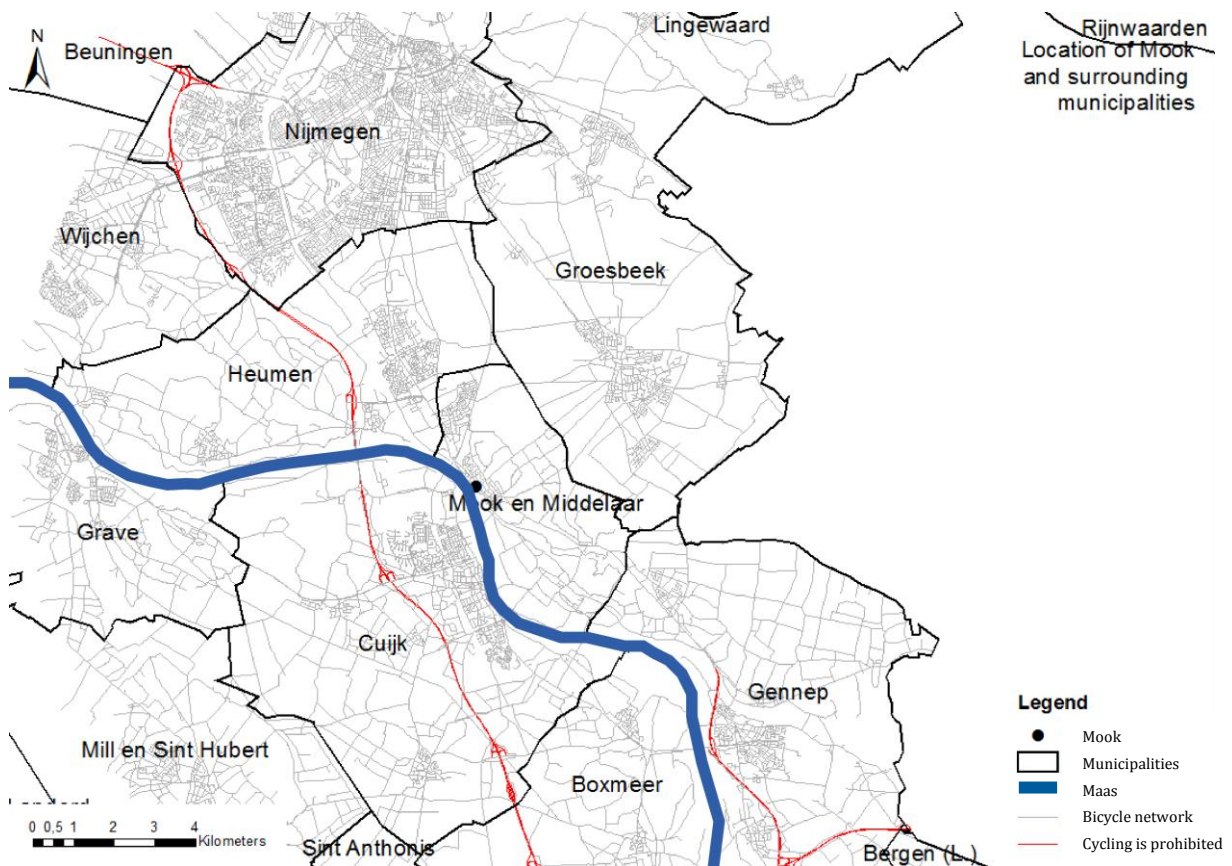 N
Beuningen
Lingewaard
Rijnwaarden
Location of Mook
and surrounding
municipalities
Nijmegen
Wijchen
Groesbeek
Heumen
Mook en Middelaar
Grave
Cuijk
Gennep
Mill en Sint Hubert
Boxmeer
Sint Anthonis
Bergen (L.)
0 0,5 1 2 3 4
Kilometers
Legend
Mook
Municipalities
Maas
Bicycle network
Cycling is prohibited